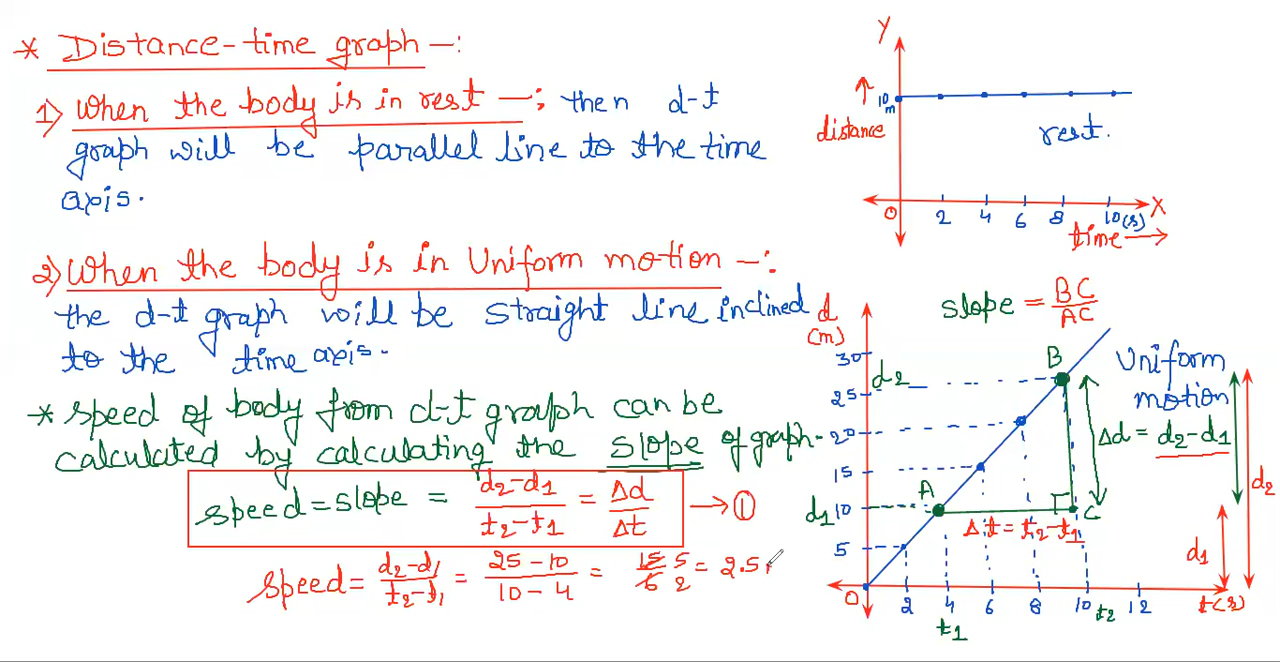 * Distance-time graph -:
1) When the body is in rest -: then d-t
graph will be parallel line to the time
axis.
2) When the body is in Uniform motion -:
the d-t graph will be straight line inclined
to the time axis.
* Speed of body from d-t graph can be
calculated by calculating the slope of graph.
speed = slope = d2-d1/t2-t1 = Δd/Δt → ①
speed = d2-d1/t2-t1 = 25-10/10-4 = 15/6 5/2 = 2.5
Y
10
m
distance
rest.
0 2 4 6 8 10(s) X
time
slope = BC/AC
d
(m)
30
d2
B
Uniform
motion
25
20
Δd = d2-d1
d2
15
A
d1 10
C
Δt = t2-t1
d1
5
0 2 4 6 8 10 t2 12 t(s)
t1